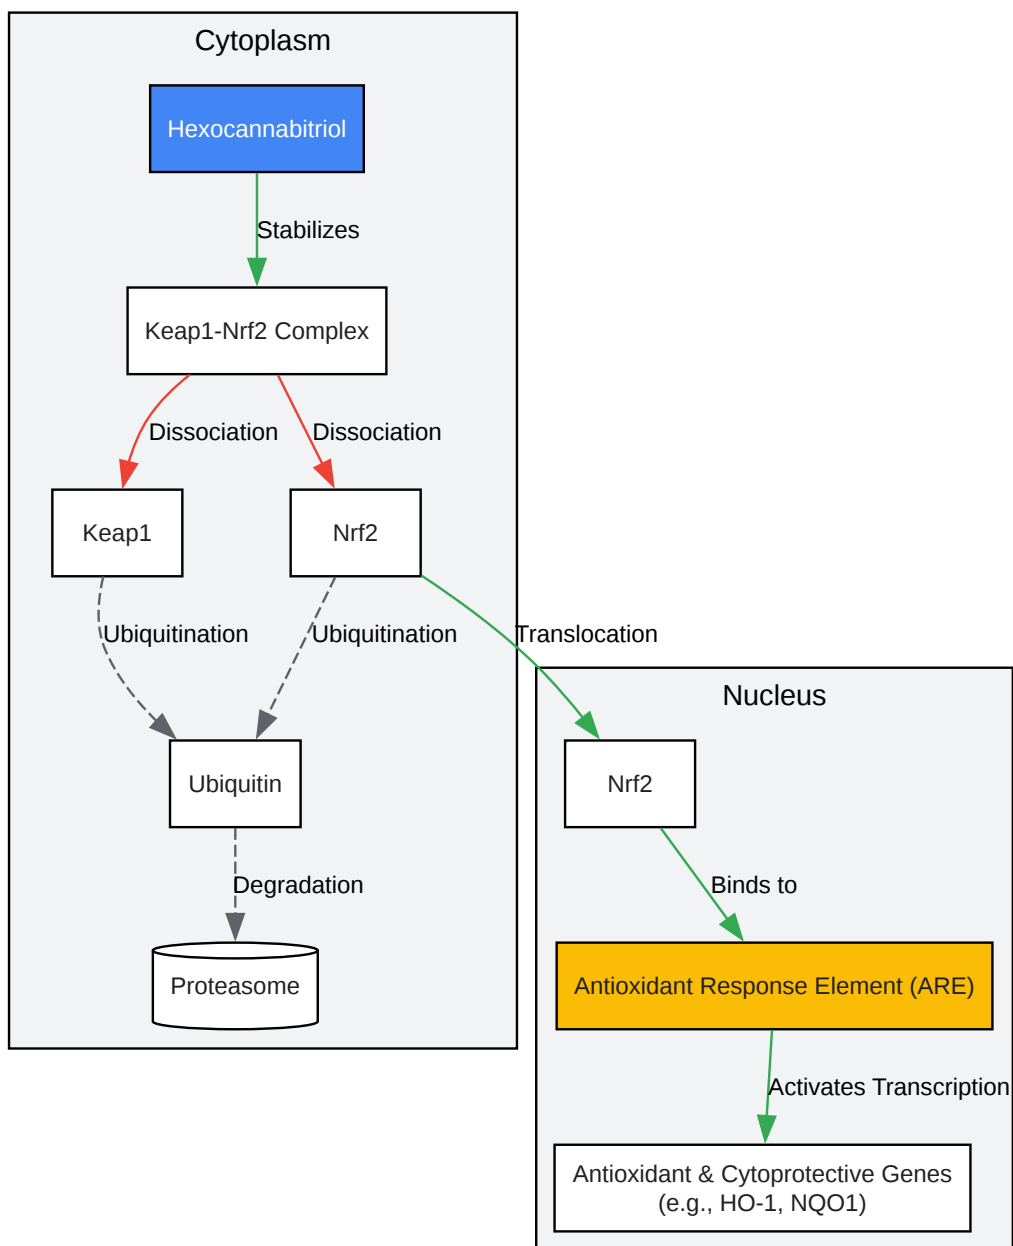 Cytoplasm
Hexocannabitriol
Stabilizes
Keap1-Nrf2 Complex
Dissociation
Dissociation
Keap1
Nrf2
Ubiquitination
Ubiquitination
Translocation
Nucleus
Ubiquitin
Nrf2
Degradation
Binds to
Proteasome
Antioxidant Response Element (ARE)
Activates Transcription
Antioxidant & Cytoprotective Genes
(e.g., HO-1, NQO1)